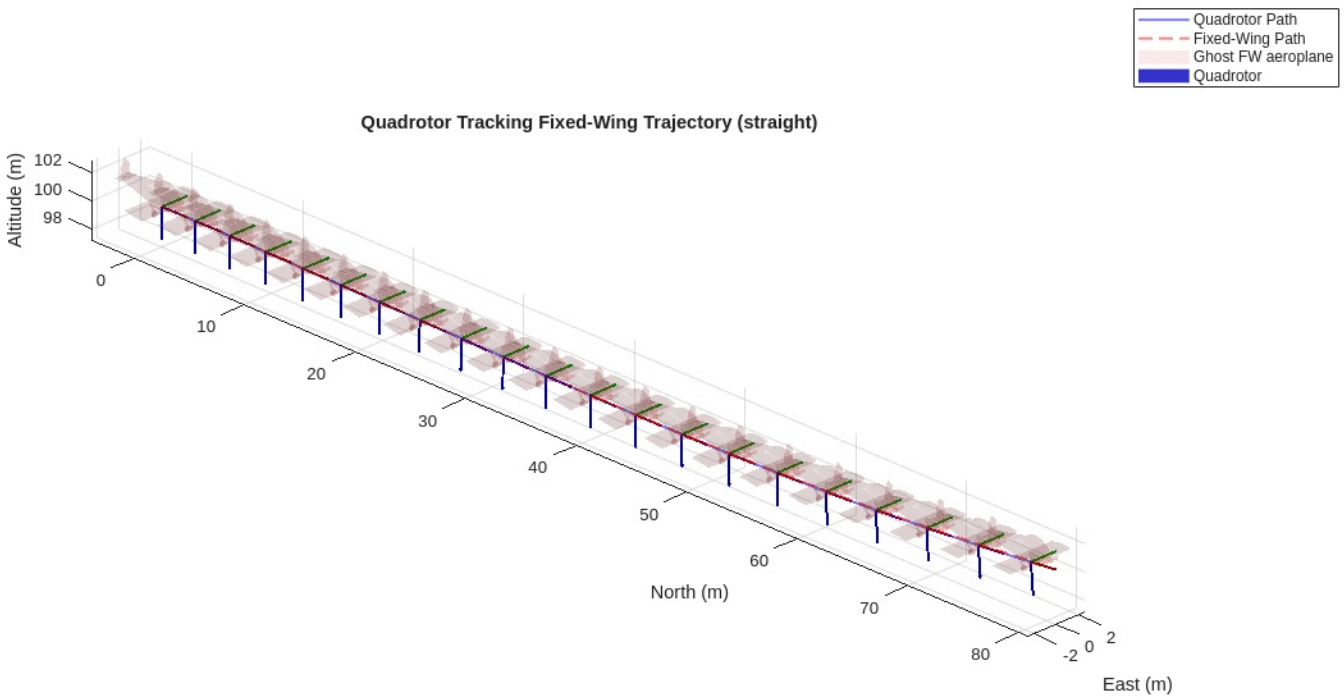 Quadrotor Path
Fixed-Wing Path
Ghost FW aeroplane
Quadrotor
Quadrotor Tracking Fixed-Wing Trajectory (straight)
Altitude (m)
102
100
98
0
10
20
30
40
50
60
70
80
North (m)
-2
0
2
East (m)